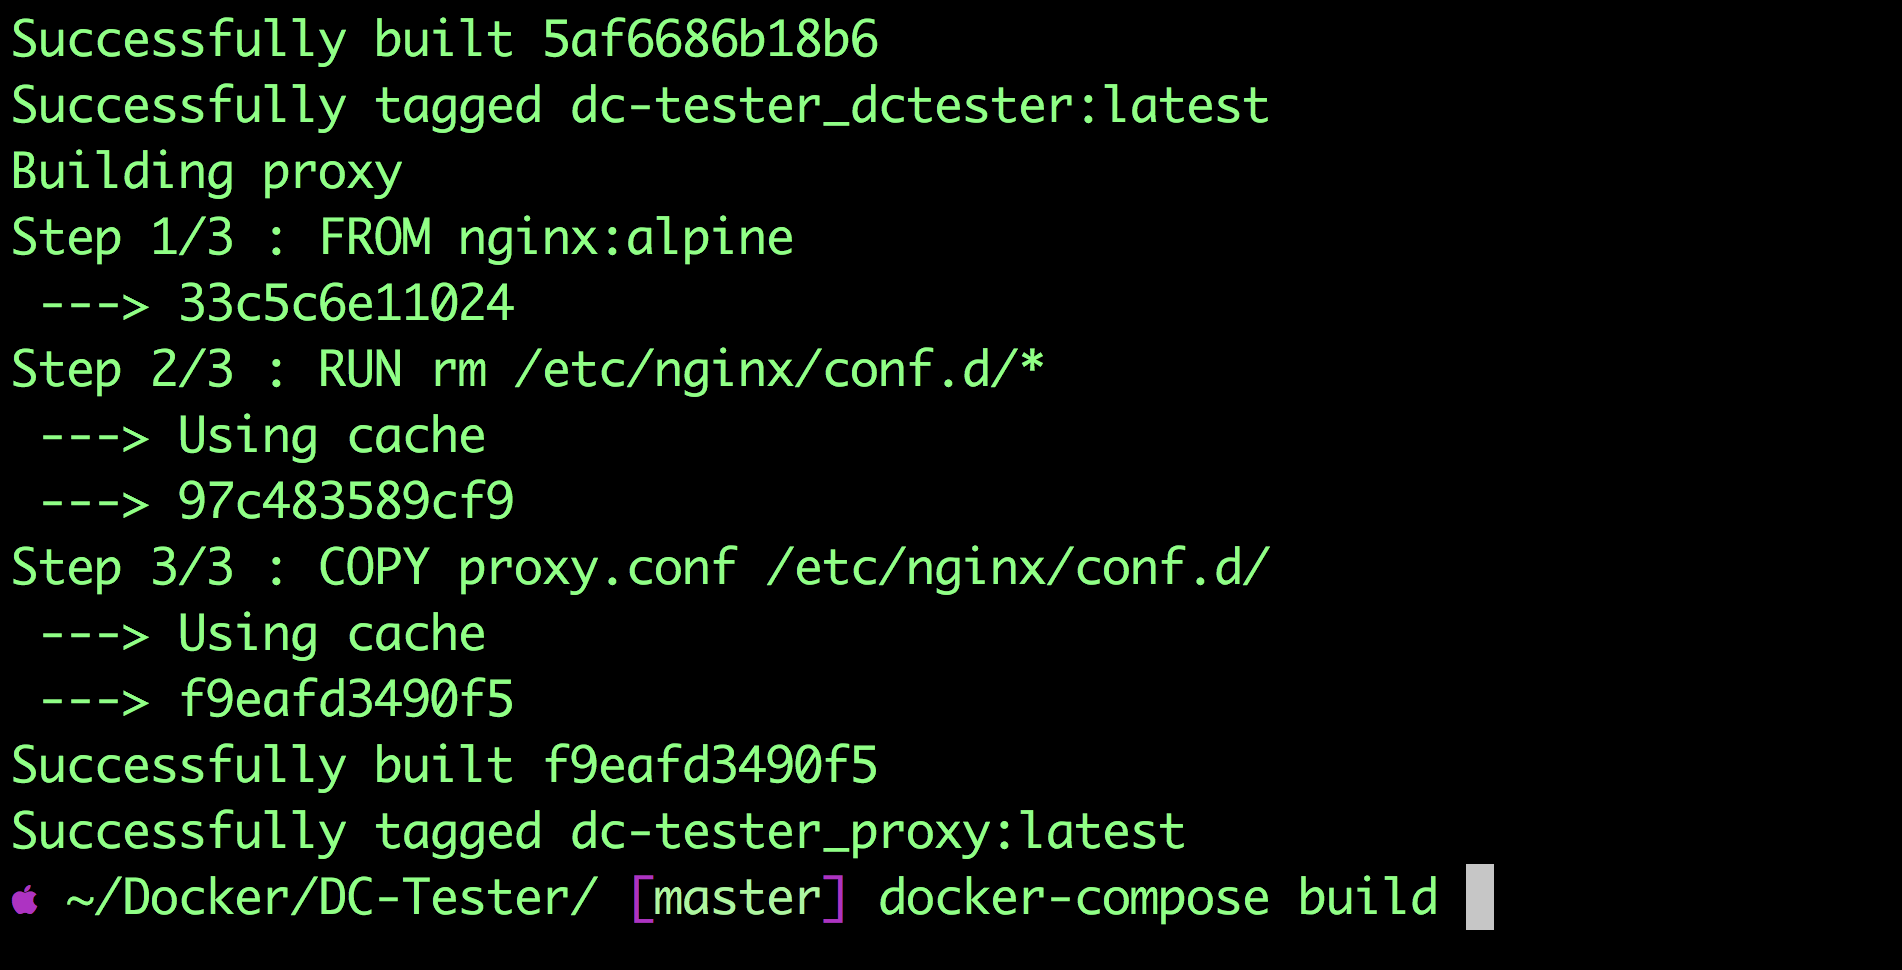 Successfully built 5af6686b18b6
Successfully tagged dc-tester_dctester:latest
Building proxy
Step 1/3 : FROM nginx:alpine
 ---> 33c5c6e11024
Step 2/3 : RUN rm /etc/nginx/conf.d/*
 ---> Using cache
 ---> 97c483589cf9
Step 3/3 : COPY proxy.conf /etc/nginx/conf.d/
 ---> Using cache
 ---> f9eafd3490f5
Successfully built f9eafd3490f5
Successfully tagged dc-tester_proxy:latest
~/Docker/DC-Tester/ [master] docker-compose build